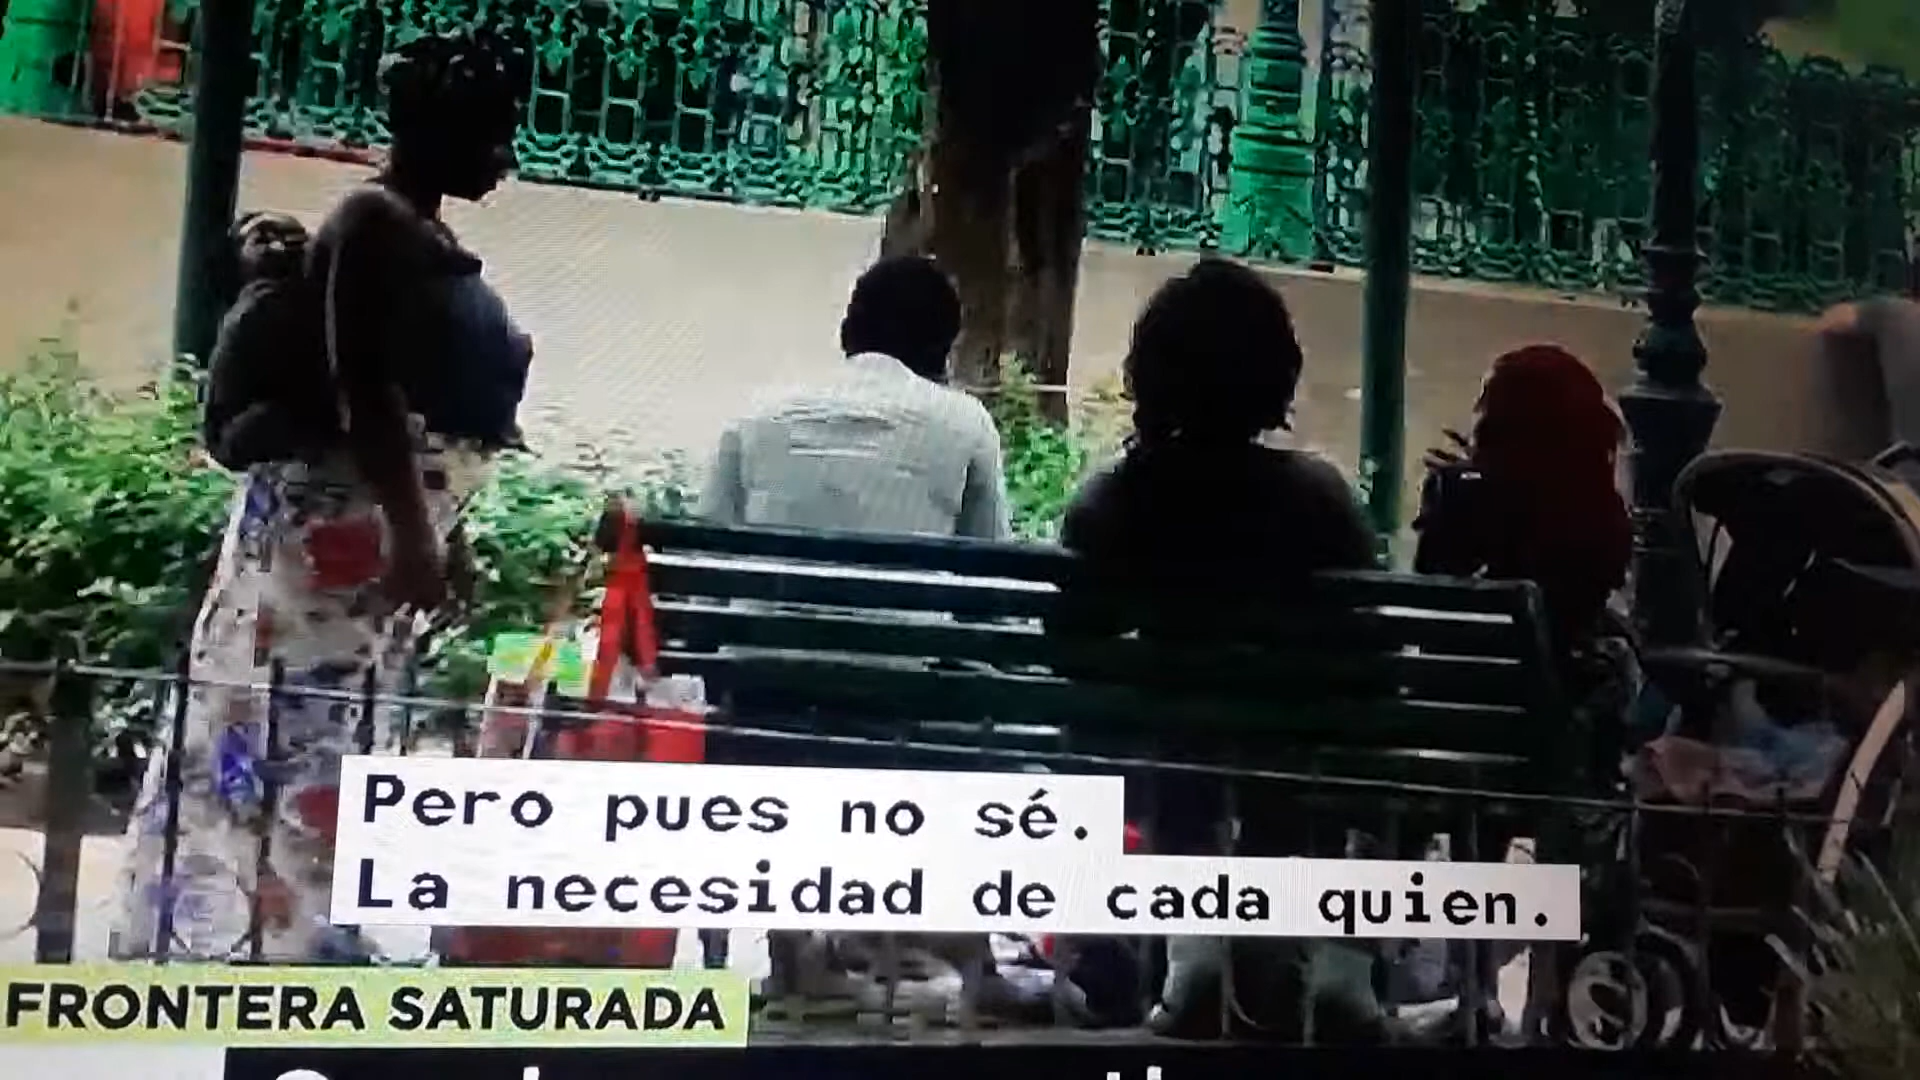 Pero pues no sé.
La necesidad de cada quien.
FRONTERA SATURADA